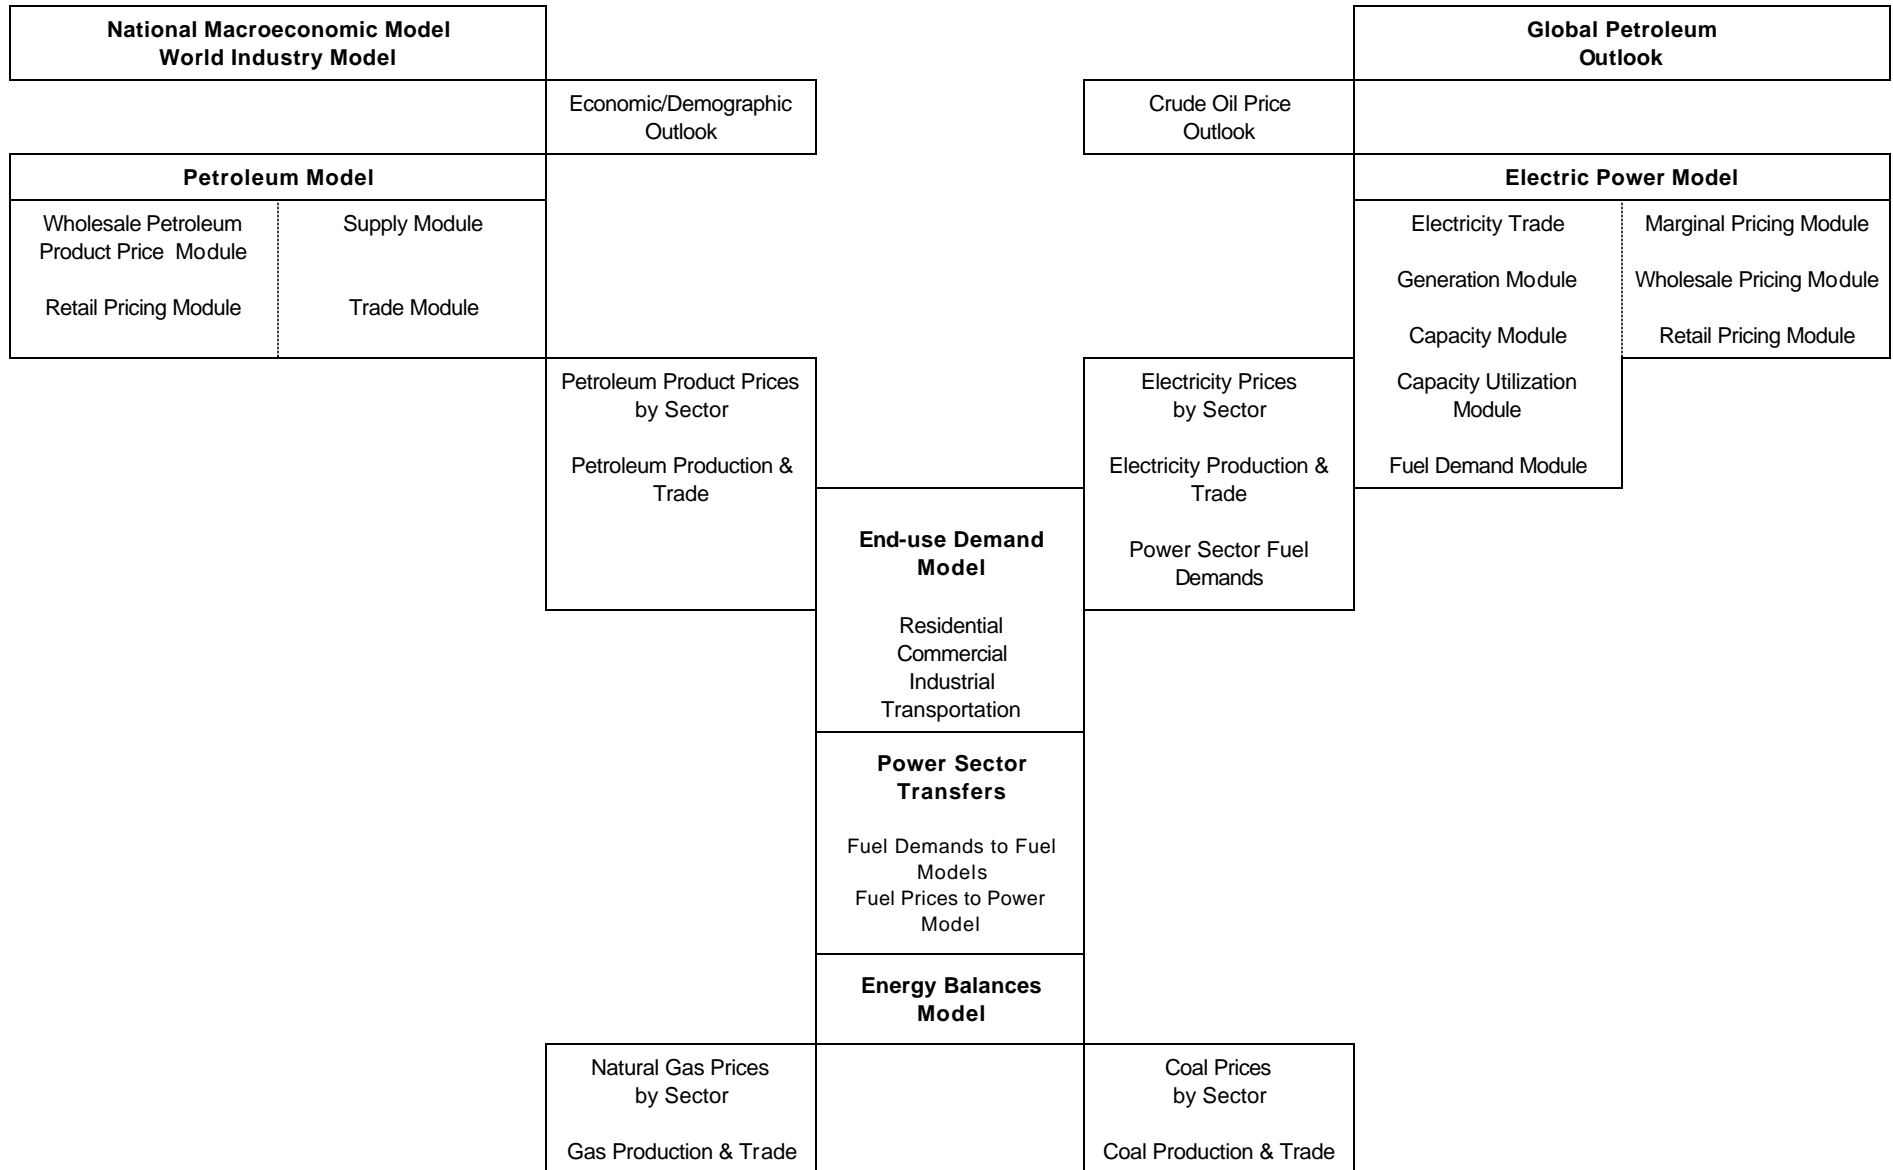 National Macroeconomic Model
World Industry Model
Global Petroleum
Outlook
Economic/Demographic
Outlook
Crude Oil Price
Outlook
Petroleum Model
Wholesale Petroleum
Product Price Module
Retail Pricing Module
Supply Module
Trade Module
Electric Power Model
Electricity Trade
Generation Module
Capacity Module
Capacity Utilization
Module
Fuel Demand Module
Marginal Pricing Module
Wholesale Pricing Module
Retail Pricing Module
Petroleum Product Prices
by Sector
Petroleum Production &
Trade
Electricity Prices
by Sector
Electricity Production &
Trade
Power Sector Fuel
Demands
End-use Demand
Model
Residential
Commercial
Industrial
Transportation
Power Sector
Transfers
Fuel Demands to Fuel
Models
Fuel Prices to Power
Model
Energy Balances
Model
Natural Gas Prices
by Sector
Gas Production & Trade
Coal Prices
by Sector
Coal Production & Trade